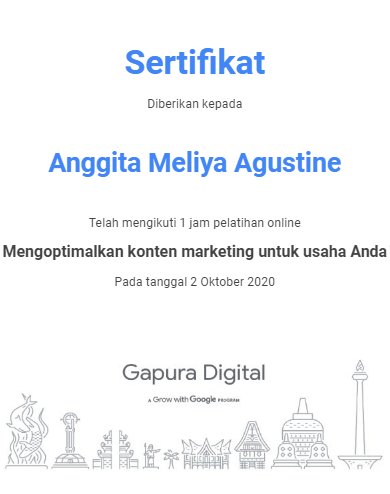 Sertifikat
Diberikan kepada
Anggita Meliya Agustine
Telah mengikuti 1 jam pelatihan online
Mengoptimalkan konten marketing untuk usaha Anda
Pada tanggal 2 Oktober 2020
Gapura Digital
A Grow with Google PROGRAM